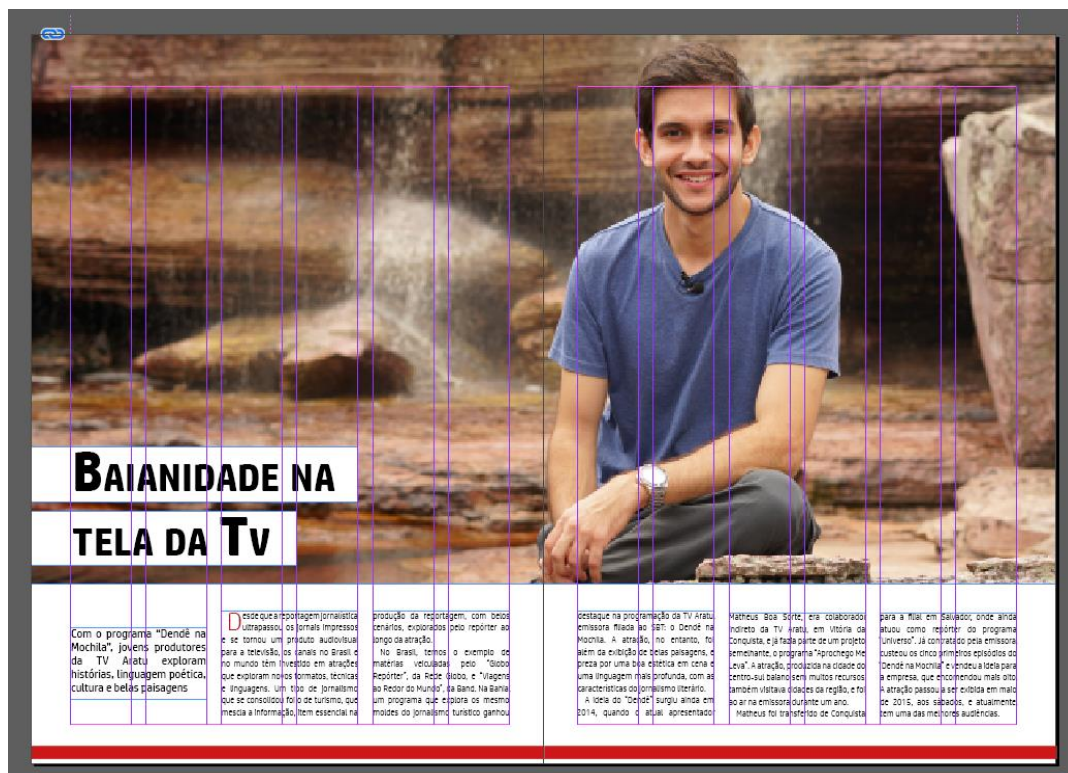 BAIANIDADE NA
TELA DA TV
Com o programa “Dendê na
Mochila”, jovens produtores
da TV Aratu exploram
histórias, linguagem poética,
cultura e belas paisagens
Desde que a reportagem jornalística
ultrapassou os jornais impressos
e se tornou um produto audiovisual
para a televisão, os canais no Brasil e
no mundo têm investido em atrações
que exploram novos formatos, técnicas
e linguagens. Um tipo de jornalismo
que se consolidou foi o de turismo, que
mescla a informação, item essencial na
produção da reportagem, com belos
cenários, explorados pelo repórter ao
longo da atração.
No Brasil, temos o exemplo de
matérias veiculadas pelo “Globo
Repórter”, da Rede Globo, e “Viagens
ao Redor do Mundo”, da Band. Na Bahia,
um programa que explora os mesmo
moldes do jornalismo turístico ganhou
destaque na programação da TV Aratu,
emissora filiada ao SBT: o Dendê na
Mochila. A atração, no entanto, foi
além da exibição de belas paisagens, e
preza por uma boa estética em cena e
uma linguagem mais profunda, com as
características do jornalismo literário.
A ideia do “Dendê” surgiu ainda em
2014, quando o atual apresentador
Matheus Boa Sorte, era colaborador
indireto da TV Aratu, em Vitória da
Conquista, e já fazia parte de um projeto
semelhante, o programa “Aprochego Me
Leva”. A atração, produzida na cidade do
centro-sul baiano sem muitos recursos
também visitava cidades da região, e foi
ao ar na emissora durante um ano.
Matheus foi transferido de Conquista
para a filial em Salvador, onde ainda
atuou como repórter do programa
“Universo”. Já contratado pela emissora,
custeou os cinco primeiros episódios do
“Dendê na Mochila” e vendeu a ideia para
a empresa, que encomendou mais oito.
A atração passou a ser exibida em maio
de 2015, aos sábados, e atualmente
tem uma das melhores audiências.